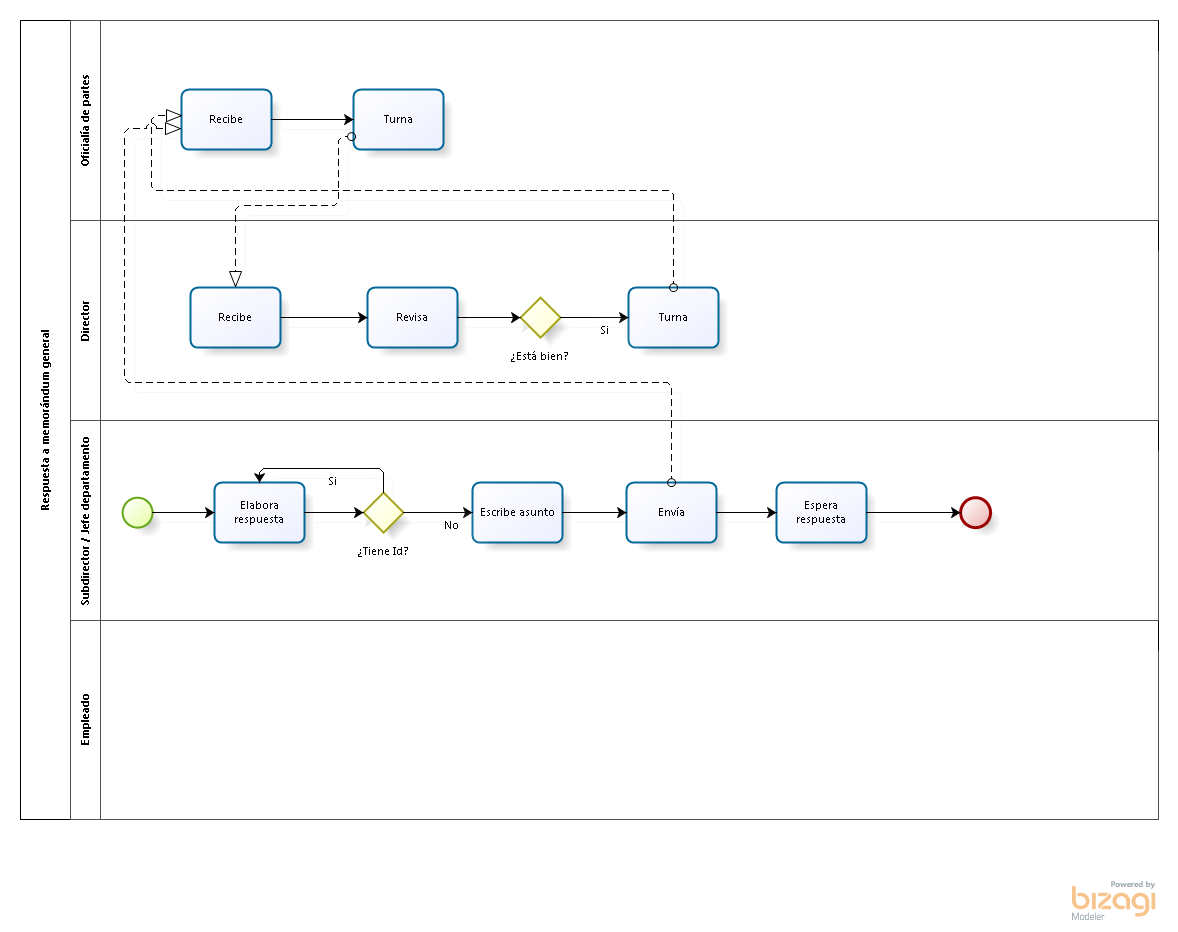 Respuesta a memorándum general
Oficialía de partes
Recibe
Turna
Director
Recibe
Revisa
¿Está bien?
Si
Turna
Subdirector / Jefe departamento
Elabora
respuesta
Si
¿Tiene Id?
No
Escribe asunto
Envía
Espera
respuesta
Empleado
Powered by
bizagi
Modeler